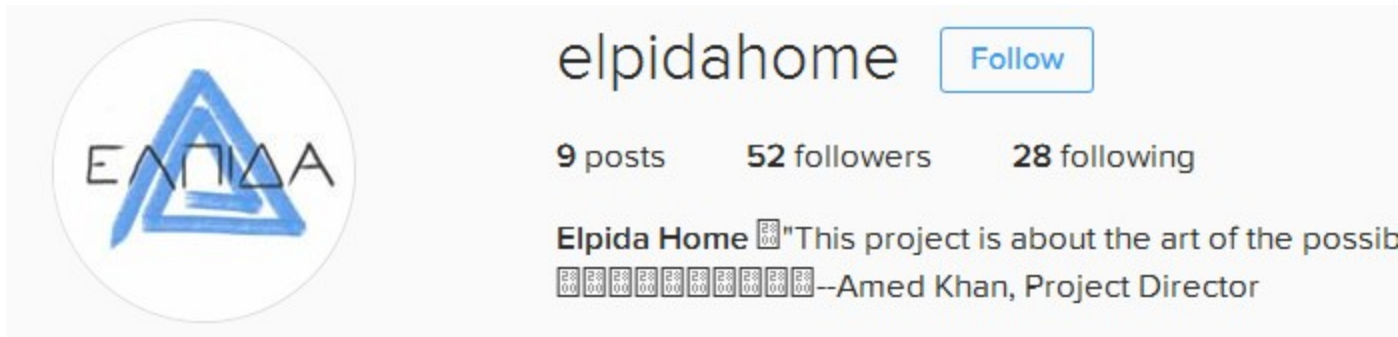 ΕΛΠΙΔΑ
elpidahome Follow
9 posts 52 followers 28 following
Elpida Home "This project is about the art of the
--Amed Khan, Project Director